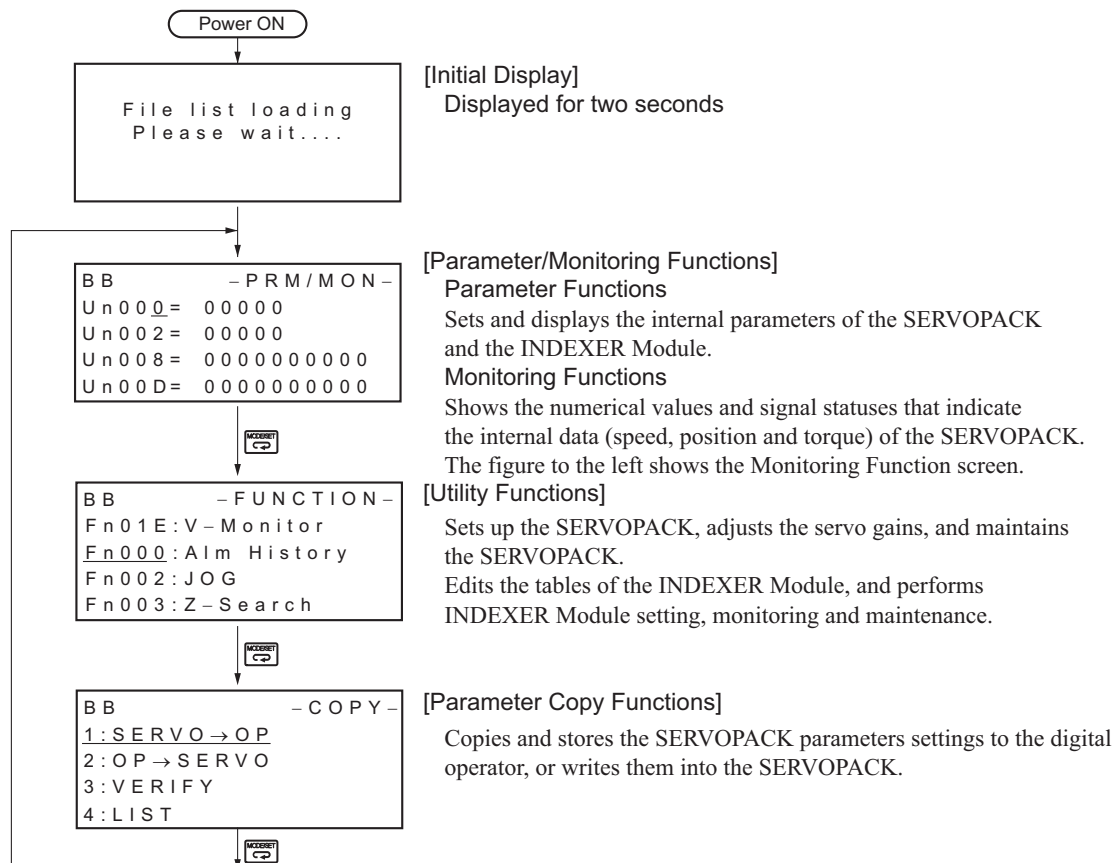 Power ON
File list loading
Please wait....
[Initial Display]
Displayed for two seconds
BB –PRM/MON–
Un000= 00000
Un002= 00000
Un008= 0000000000
Un00D= 0000000000
[Parameter/Monitoring Functions]
Parameter Functions
Sets and displays the internal parameters of the SERVOPACK
and the INDEXER Module.
Monitoring Functions
Shows the numerical values and signal statuses that indicate
the internal data (speed, position and torque) of the SERVOPACK.
The figure to the left shows the Monitoring Function screen.
MODE/SET
BB –FUNCTION–
Fn01E:V–Monitor
Fn000:Alm History
Fn002:JOG
Fn003:Z–Search
[Utility Functions]
Sets up the SERVOPACK, adjusts the servo gains, and maintains
the SERVOPACK.
Edits the tables of the INDEXER Module, and performs
INDEXER Module setting, monitoring and maintenance.
MODE/SET
BB –COPY–
1:SERVO→OP
2:OP→SERVO
3:VERIFY
4:LIST
[Parameter Copy Functions]
Copies and stores the SERVOPACK parameters settings to the digital
operator, or writes them into the SERVOPACK.
MODE/SET